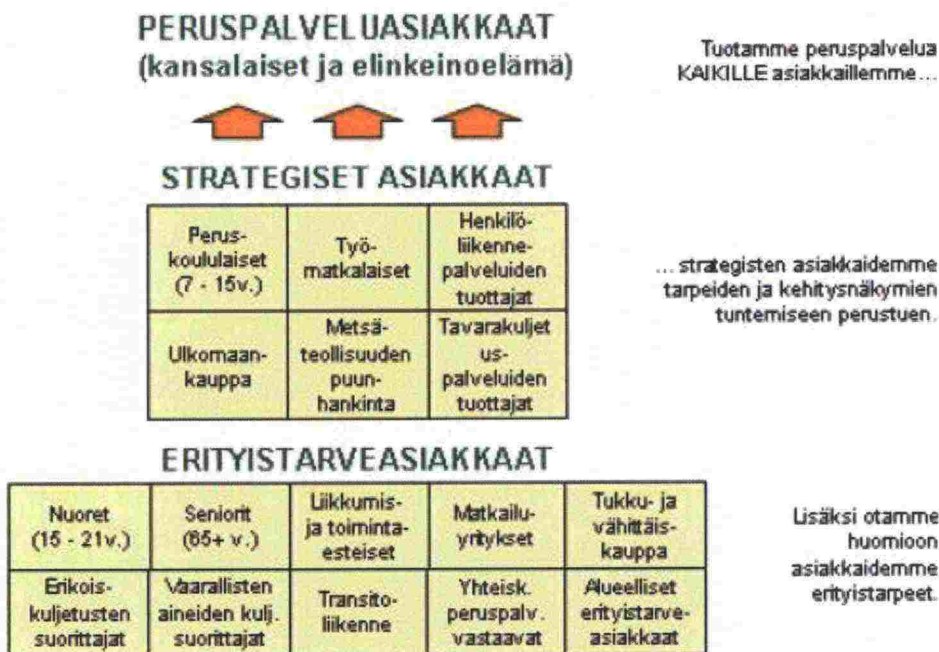 PERUSPALVELUASIAKKAAT
(kansalaiset ja elinkeinoelämä)
Tuotamme peruspalvelua
KAIKILLE asiakkaillemme...
STRATEGISET ASIAKKAAT
Perus-
koululaiset
(7 - 15v.)
Työ-
matkalaiset
Henkilö-
liikenne-
palveluiden
tuottajat
Ulkomaan-
kauppa
Metsä-
teollisuuden
puun-
hankinta
Tavarakuljet
us-
palveluiden
tuottajat
... strategisten asiakkaidemme
tarpeiden ja kehitysnäkymien
tuntemiseen perustuen.
ERITYISTARVEASIAKKAAT
Nuoret
(15 - 21v.)
Seniorit
(65+ v.)
Liikkumis-
ja toiminta-
esteiset
Matkailu-
yritykset
Tukku- ja
vähittäis-
kauppa
Erikois-
kuljetusten
suorittajat
Vaarallisten
aineiden kulj.
suorittajat
Transito-
liikenne
Yhteisk.
peruspalv.
vastaavat
Alueelliset
erityistarve-
asiakkaat
Lisäksi otamme
huomioon
asiakkaidemme
erityistarpeet.